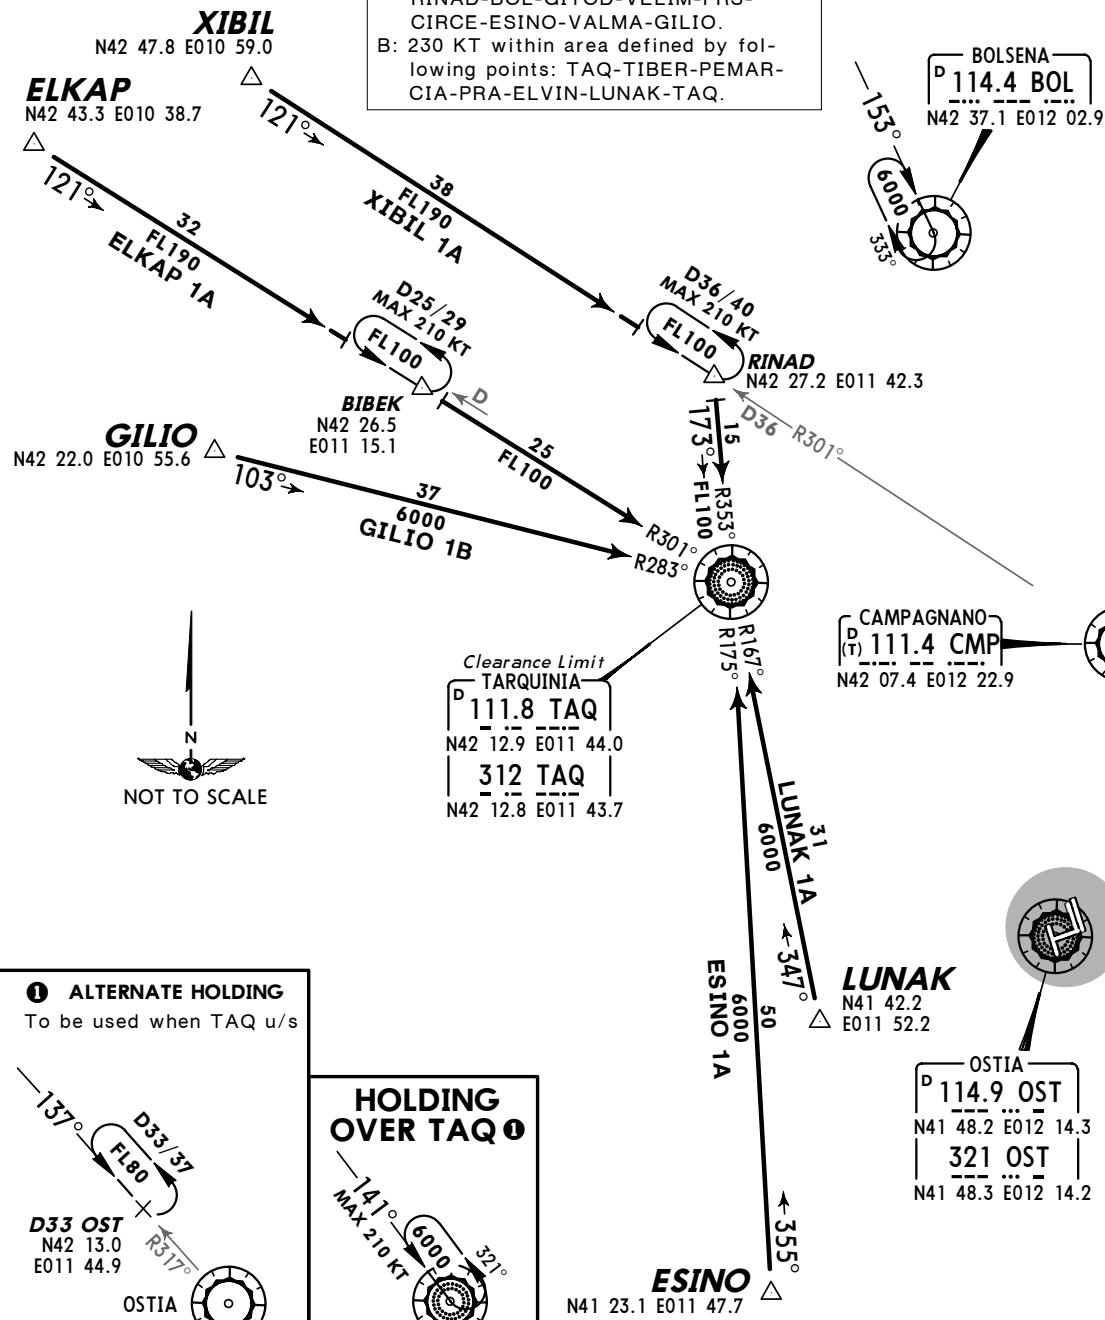 RINAD-BOL-GITOD-VELIM-PRS-
CIRCE-ESINO-VALMA-GILIO.
B: 230 KT within area defined by fol-
lowing points: TAQ-TIBER-PEMAR-
CIA-PRA-ELVIN-LUNAK-TAQ.
XIBIL
N42 47.8 E010 59.0
ELKAP
N42 43.3 E010 38.7
121°
38
FL190
XIBIL 1A
121°
32
FL190
ELKAP 1A
BOLSENA
D 114.4 BOL
N42 37.1 E012 02.9
153°
6000
333°
D25/29
MAX 210 KT
FL100
D36/40
MAX 210 KT
FL100
RINAD
N42 27.2 E011 42.3
BIBEK
N42 26.5
E011 15.1
D
GILIO
N42 22.0 E010 55.6
25
FL100
103°
37
6000
GILIO 1B
173°
15
FL100
R353°
D36
R301°
R301°
R283°
R175°
R167°
Clearance Limit
TARQUINIA
D 111.8 TAQ
N42 12.9 E011 44.0
312 TAQ
N42 12.8 E011 43.7
CAMPAGNANO
D
(T) 111.4 CMP
N42 07.4 E012 22.9
N
NOT TO SCALE
31
LUNAK 1A
6000
347°
LUNAK
N41 42.2
E011 52.2
50
6000
ESINO 1A
355°
ESINO
N41 23.1 E011 47.7
OSTIA
D 114.9 OST
N41 48.2 E012 14.3
321 OST
N41 48.3 E012 14.2
1 ALTERNATE HOLDING
To be used when TAQ u/s
137°
D33/37
FL80
D33 OST
N42 13.0
E011 44.9
R317°
OSTIA
HOLDING
OVER TAQ 1
141°
MAX 210 KT
6000
321°